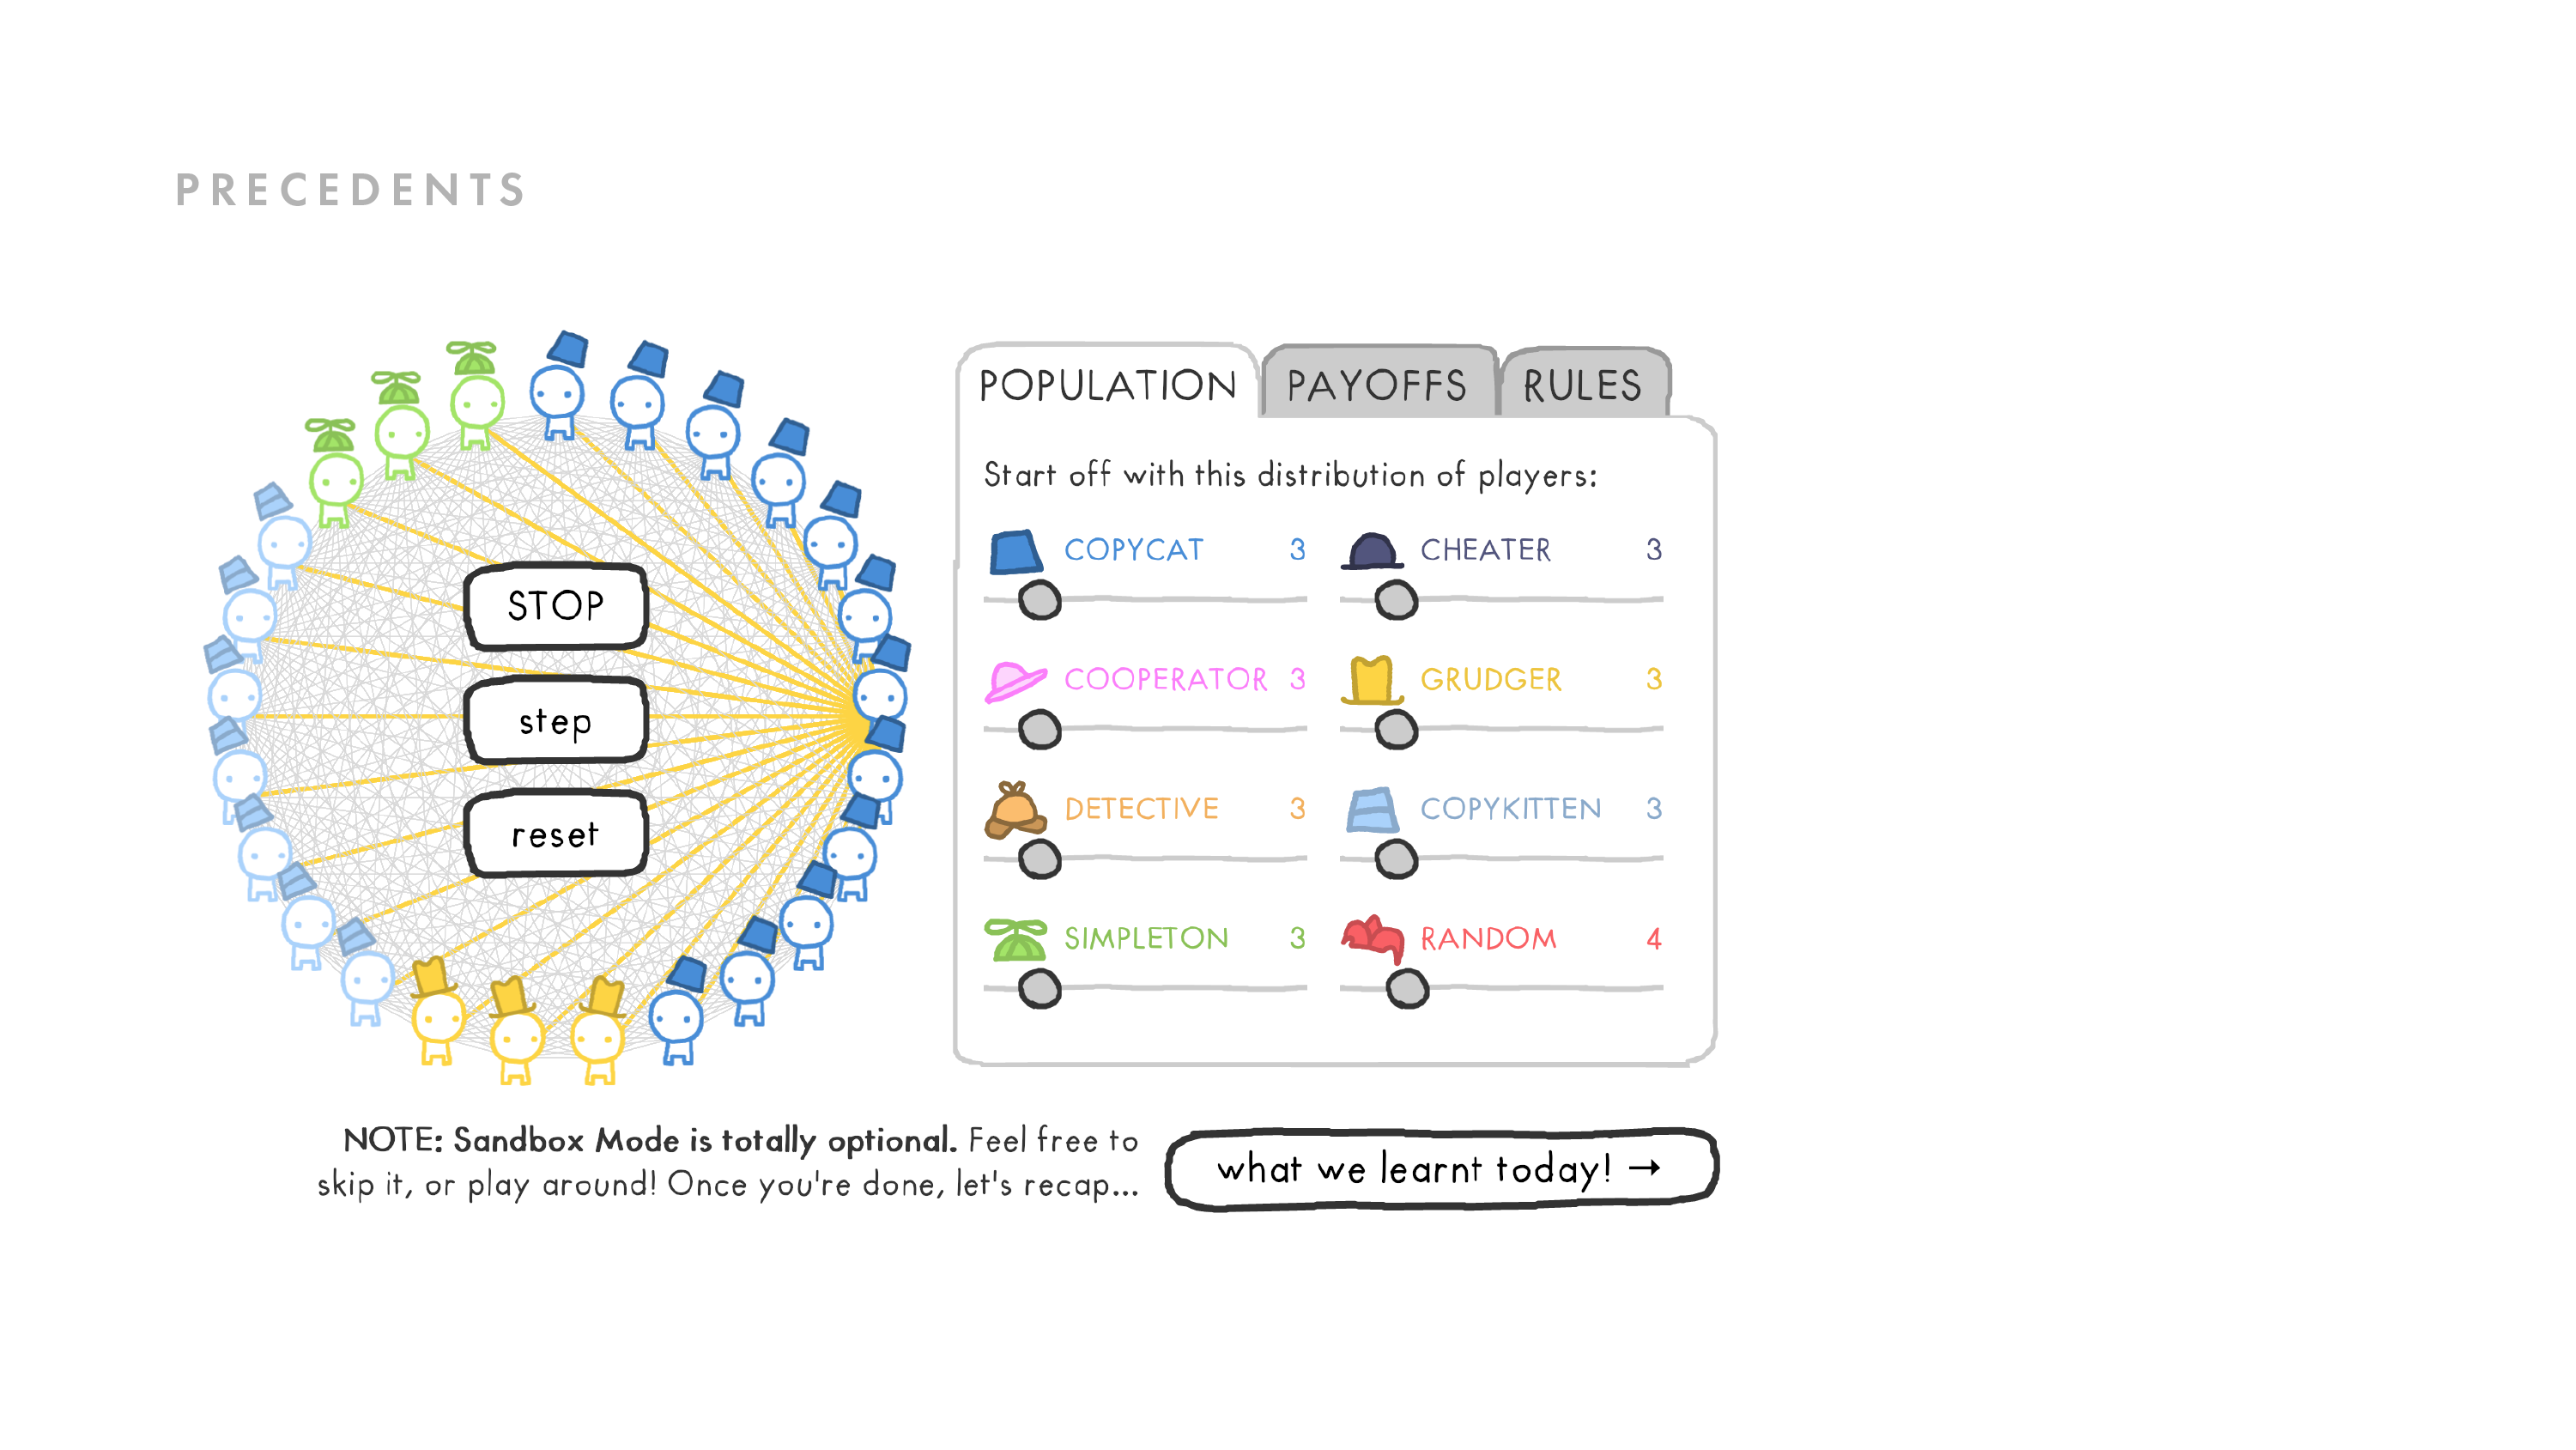 PRECEDENTS
STOP
step
reset
POPULATION PAYOFFS RULES
Start off with this distribution of players:
COPYCAT 3 CHEATER 3
COOPERATOR 3 GRUDGER 3
DETECTIVE 3 COPYKITTEN 3
SIMPLETON 3 RANDOM 4
NOTE: Sandbox Mode is totally optional. Feel free to
skip it, or play around! Once you're done, let's recap...
what we learnt today! →